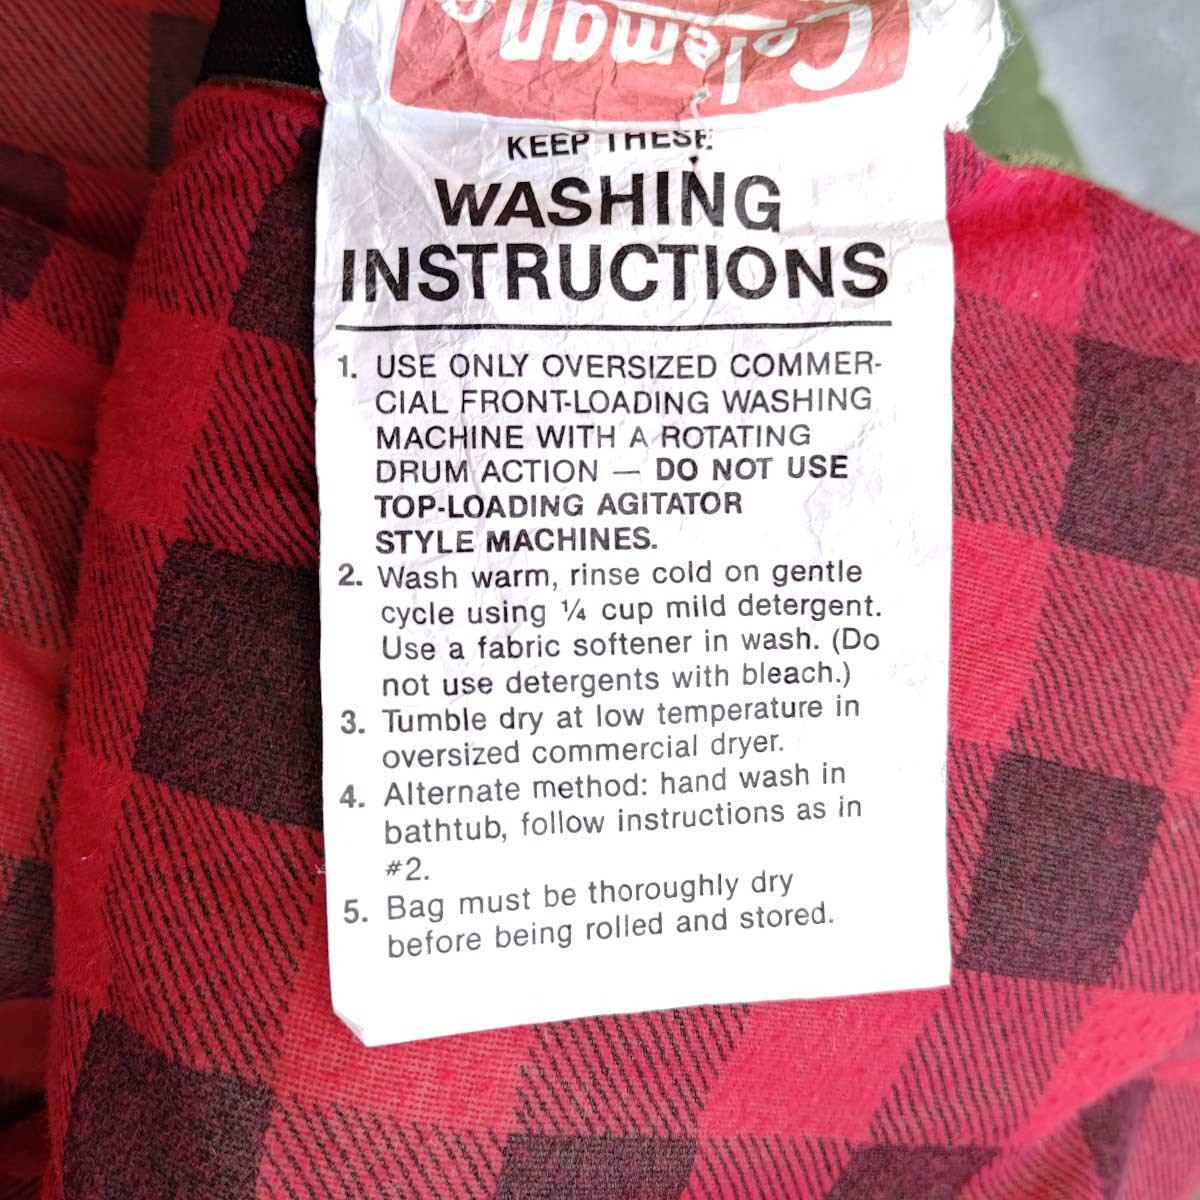 Coleman
KEEP THESE
WASHING
INSTRUCTIONS
1. USE ONLY OVERSIZED COMMER-
CIAL FRONT-LOADING WASHING
MACHINE WITH A ROTATING
DRUM ACTION — DO NOT USE
TOP-LOADING AGITATOR
STYLE MACHINES.
2. Wash warm, rinse cold on gentle
cycle using ¼ cup mild detergent.
Use a fabric softener in wash. (Do
not use detergents with bleach.)
3. Tumble dry at low temperature in
oversized commercial dryer.
4. Alternate method: hand wash in
bathtub, follow instructions as in
#2.
5. Bag must be thoroughly dry
before being rolled and stored.